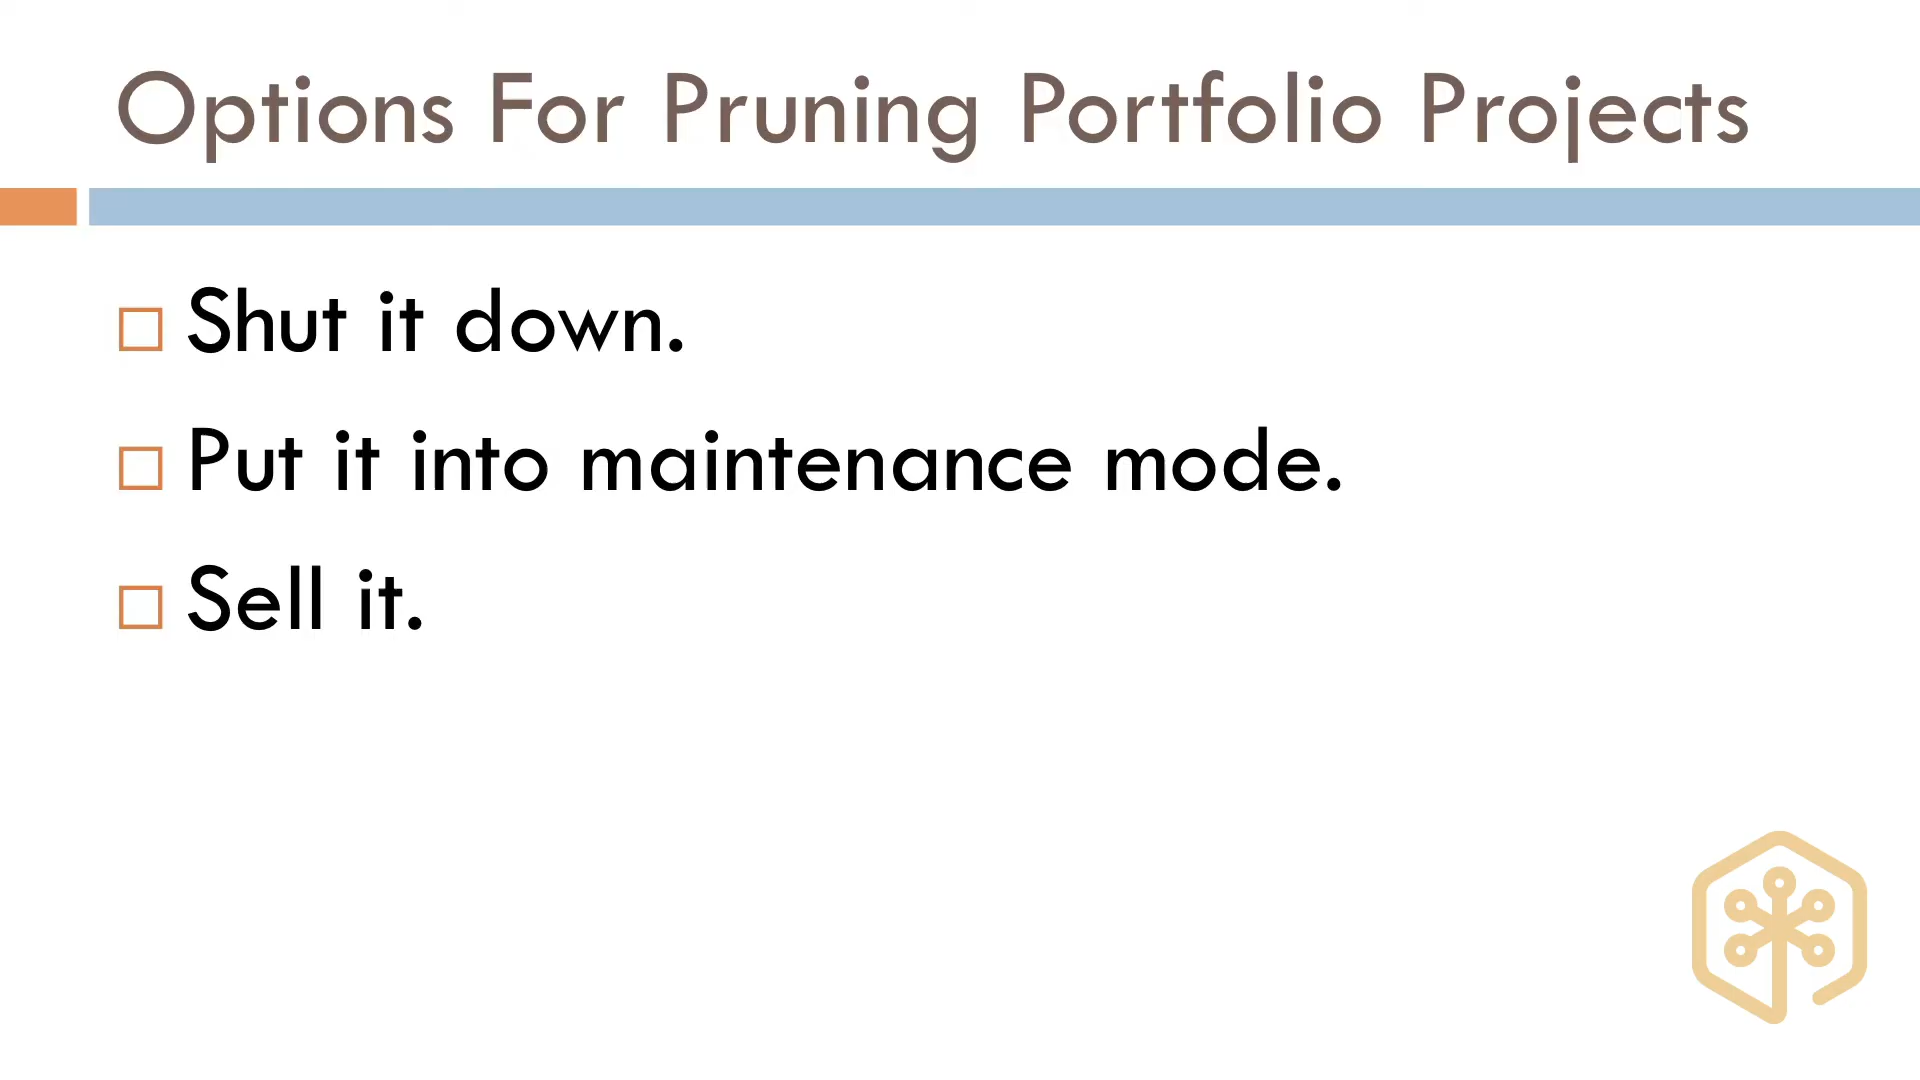 Options For Pruning Portfolio Projects
Shut it down.
Put it into maintenance mode.
Sell it.